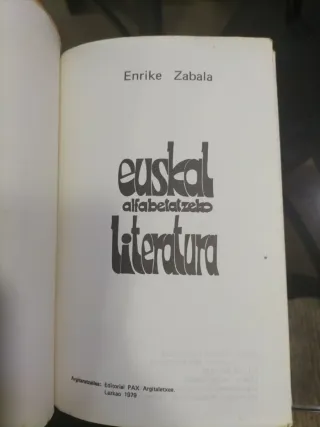 Enrike Zabala
euskal
alfabetatzeko
literatura
Argitaratzailea: Editorial PAX Argitaletxea.
Lazkao 1979